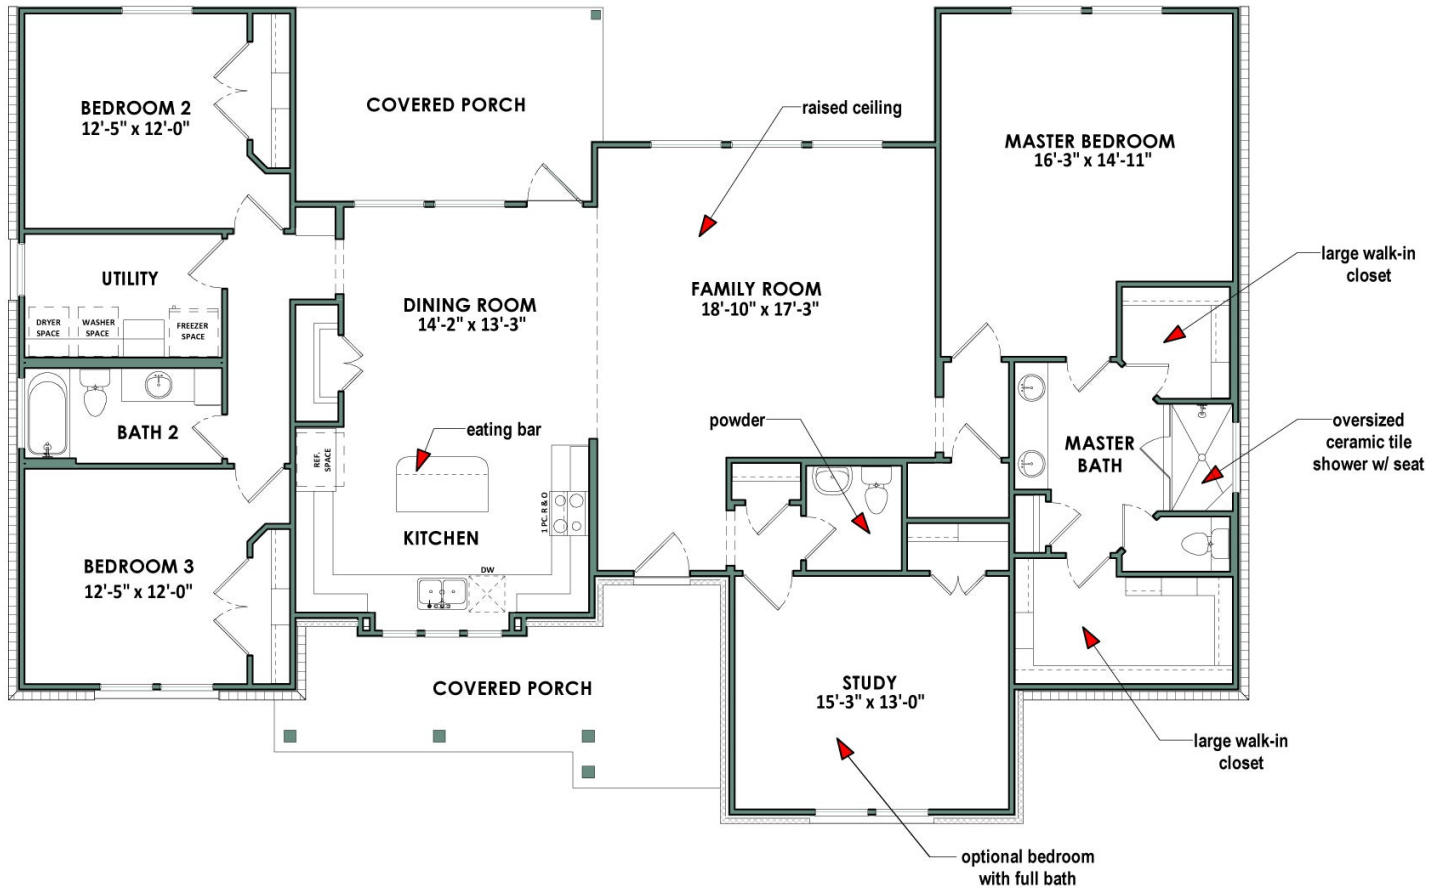 BEDROOM 2
12'-5" x 12'-0"
COVERED PORCH
raised ceiling
MASTER BEDROOM
16'-3" x 14'-11"
UTILITY
DRYER
SPACE
WASHER
SPACE
FREEZER
SPACE
DINING ROOM
14'-2" x 13'-3"
FAMILY ROOM
18'-10" x 17'-3"
large walk-in
closet
BATH 2
eating bar
powder
MASTER
BATH
oversized
ceramic tile
shower w/ seat
REF.
SPACE
1 PC. R & O
KITCHEN
DW
BEDROOM 3
12'-5" x 12'-0"
COVERED PORCH
STUDY
15'-3" x 13'-0"
large walk-in
closet
optional bedroom
with full bath